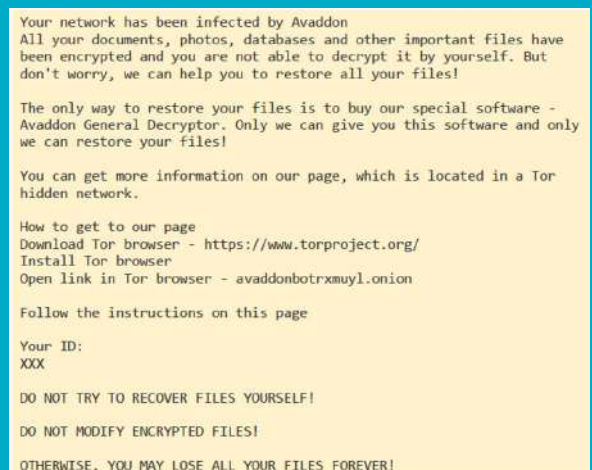 Your network has been infected by Avaddon
All your documents, photos, databases and other important files have
been encrypted and you are not able to decrypt it by yourself. But
don't worry, we can help you to restore all your files!
The only way to restore your files is to buy our special software -
Avaddon General Decryptor. Only we can give you this software and only
we can restore your files!
You can get more information on our page, which is located in a Tor
hidden network.
How to get to our page
Download Tor browser - https://www.torproject.org/
Install Tor browser
Open link in Tor browser - avaddonbotrxmuyl.onion
Follow the instructions on this page
Your ID:
XXX
DO NOT TRY TO RECOVER FILES YOURSELF!
DO NOT MODIFY ENCRYPTED FILES!
OTHERWISE, YOU MAY LOSE ALL YOUR FILES FOREVER!